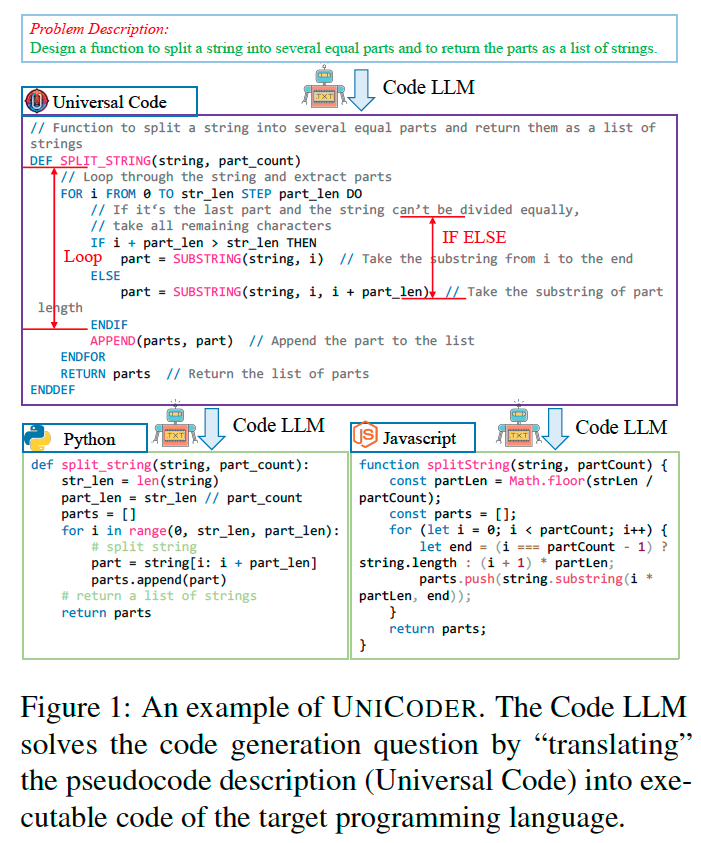 Problem Description:
Design a function to split a string into several equal parts and to return the parts as a list of strings.
TXT
Code LLM
Universal Code
// Function to split a string into several equal parts and return them as a list of
strings
DEF SPLIT_STRING(string, part_count)
// Loop through the string and extract parts
FOR i FROM 0 TO str_len STEP part_len DO
// If it's the last part and the string can't be divided equally,
// take all remaining characters
IF i + part_len > str_len THEN
IF ELSE
Loop
part = SUBSTRING(string, i)  // Take the substring from i to the end
ELSE
part = SUBSTRING(string, i, i + part_len)  // Take the substring of part
length
ENDIF
APPEND(parts, part)  // Append the part to the list
ENDFOR
RETURN parts  // Return the list of parts
ENDDEF
TXT
Code LLM
Python
def split_string(string, part_count):
str_len = len(string)
part_len = str_len // part_count
parts = []
for i in range(0, str_len, part_len):
# split string
part = string[i: i + part_len]
parts.append(part)
# return a list of strings
return parts
TXT
Code LLM
JS
Javascript
function splitString(string, partCount) {
const partLen = Math.floor(strLen /
partCount);
const parts = [];
for (let i = 0; i < partCount; i++) {
let end = (i === partCount - 1) ?
string.length : (i + 1) * partLen;
parts.push(string.substring(i *
partLen, end));
}
return parts;
}
Figure 1: An example of UNICODER. The Code LLM
solves the code generation question by “translating”
the pseudocode description (Universal Code) into exe-
cutable code of the target programming language.